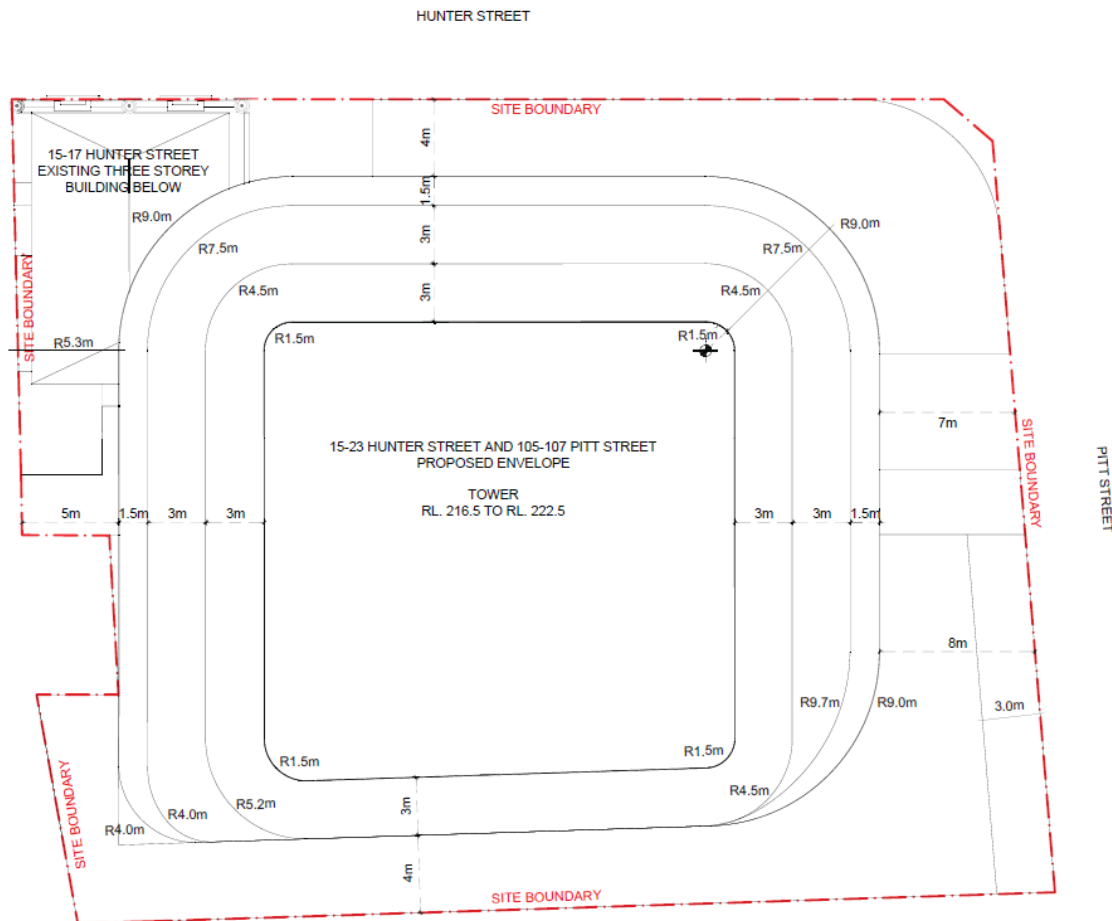 HUNTER STREET
SITE BOUNDARY
15-17 HUNTER STREET
EXISTING THREE STOREY
BUILDING BELOW
4m
1.5m
3m
3m
R9.0m
R7.5m
R4.5m
R1.5m
R9.0m
R7.5m
R4.5m
R1.5m
SITE BOUNDARY
R5.3m
15-23 HUNTER STREET AND 105-107 PITT STREET
PROPOSED ENVELOPE
TOWER
RL. 216.5 TO RL. 222.5
7m
SITE BOUNDARY
PITT STREET
5m
1.5m
3m
3m
3m
3m
1.5m
8m
3.0m
R9.7m
R9.0m
R1.5m
R1.5m
R4.5m
R5.2m
R4.0m
R4.0m
3m
4m
SITE BOUNDARY
SITE BOUNDARY